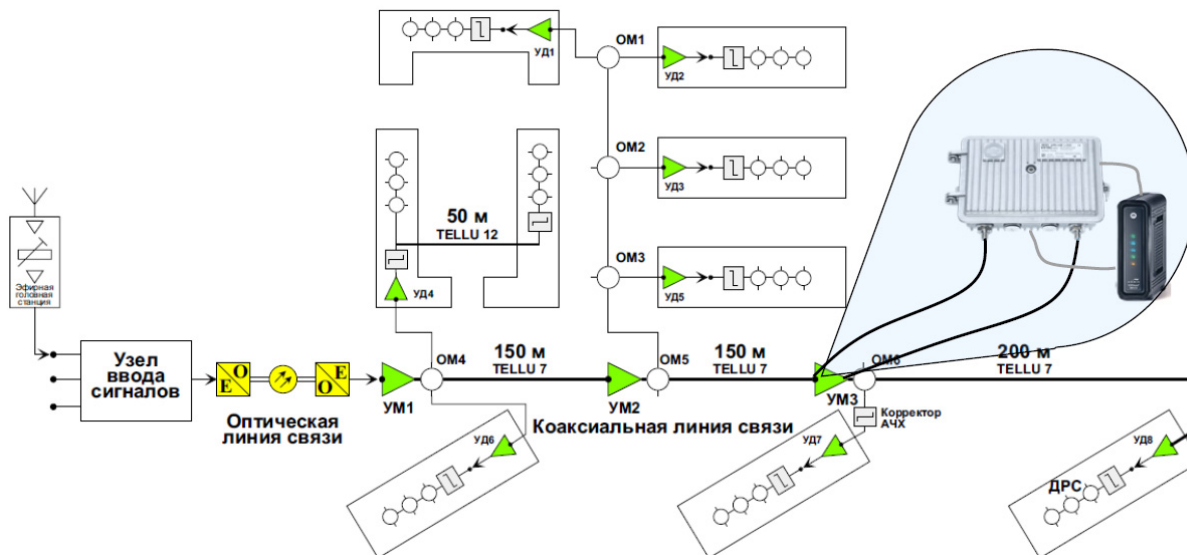 УД1
ОМ1
УД2
ОМ2
УД3
50 м
TELLU 12
ОМ3
УД4
УД5
Эфирная
головная
станция
Узел
ввода
сигналов
E
O
O
E
Оптическая
линия связи
УМ1
ОМ4
150 м
TELLU 7
УМ2
ОМ5
150 м
TELLU 7
УМ3
ОМ6
200 м
TELLU 7
Коаксиальная линия связи
Корректор
АЧХ
УД6
УД7
УД8
ДРС